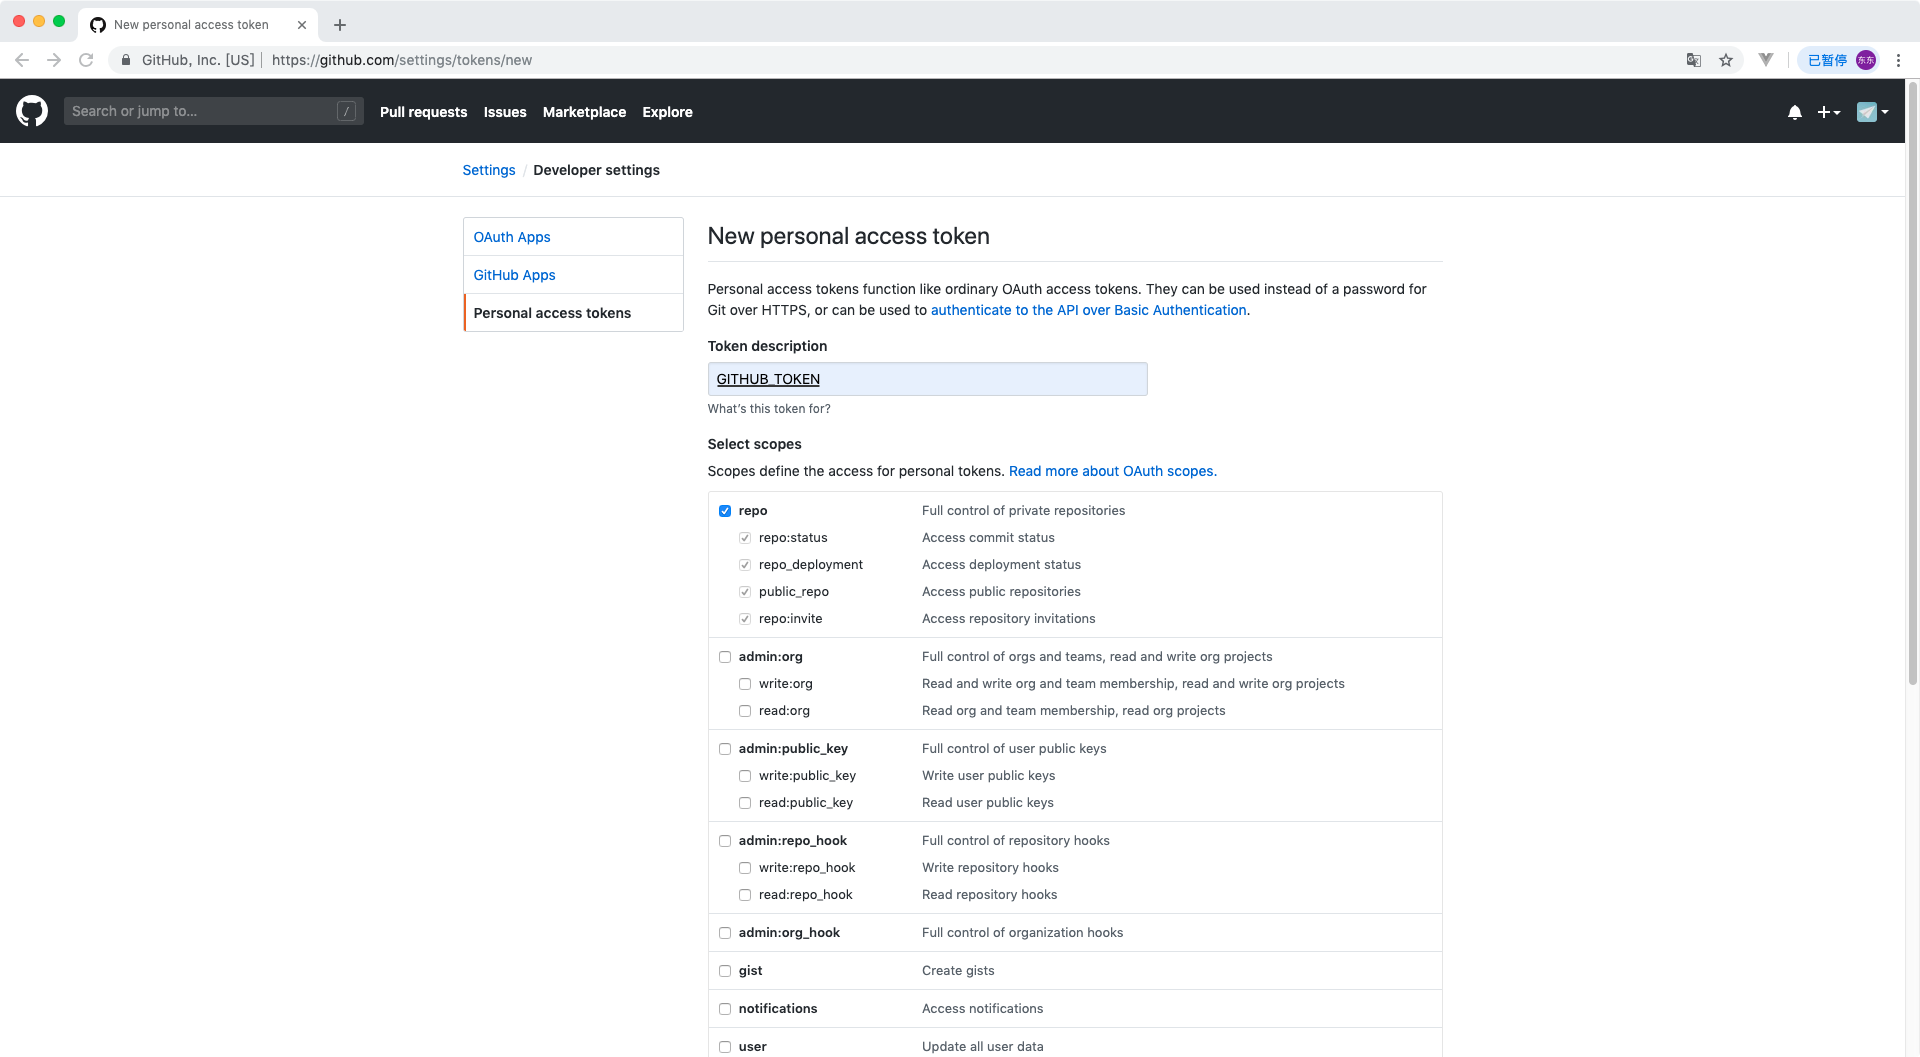 New personal access token
GitHub, Inc. [US] https://github.com/settings/tokens/new 已暂停 东东
Search or jump to... / Pull requests Issues Marketplace Explore
Settings / Developer settings
OAuth Apps
GitHub Apps
Personal access tokens
New personal access token
Personal access tokens function like ordinary OAuth access tokens. They can be used instead of a password for
Git over HTTPS, or can be used to authenticate to the API over Basic Authentication.
Token description
GITHUB_TOKEN
What's this token for?
Select scopes
Scopes define the access for personal tokens. Read more about OAuth scopes.
repo Full control of private repositories
repo:status Access commit status
repo_deployment Access deployment status
public_repo Access public repositories
repo:invite Access repository invitations
admin:org Full control of orgs and teams, read and write org projects
write:org Read and write org and team membership, read and write org projects
read:org Read org and team membership, read org projects
admin:public_key Full control of user public keys
write:public_key Write user public keys
read:public_key Read user public keys
admin:repo_hook Full control of repository hooks
write:repo_hook Write repository hooks
read:repo_hook Read repository hooks
admin:org_hook Full control of organization hooks
gist Create gists
notifications Access notifications
user Update all user data